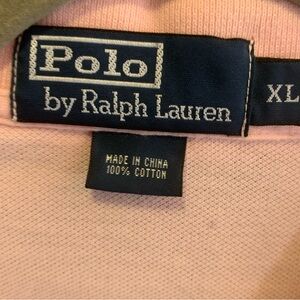 Polo
by Ralph Lauren
XL
MADE IN CHINA
100% COTTON